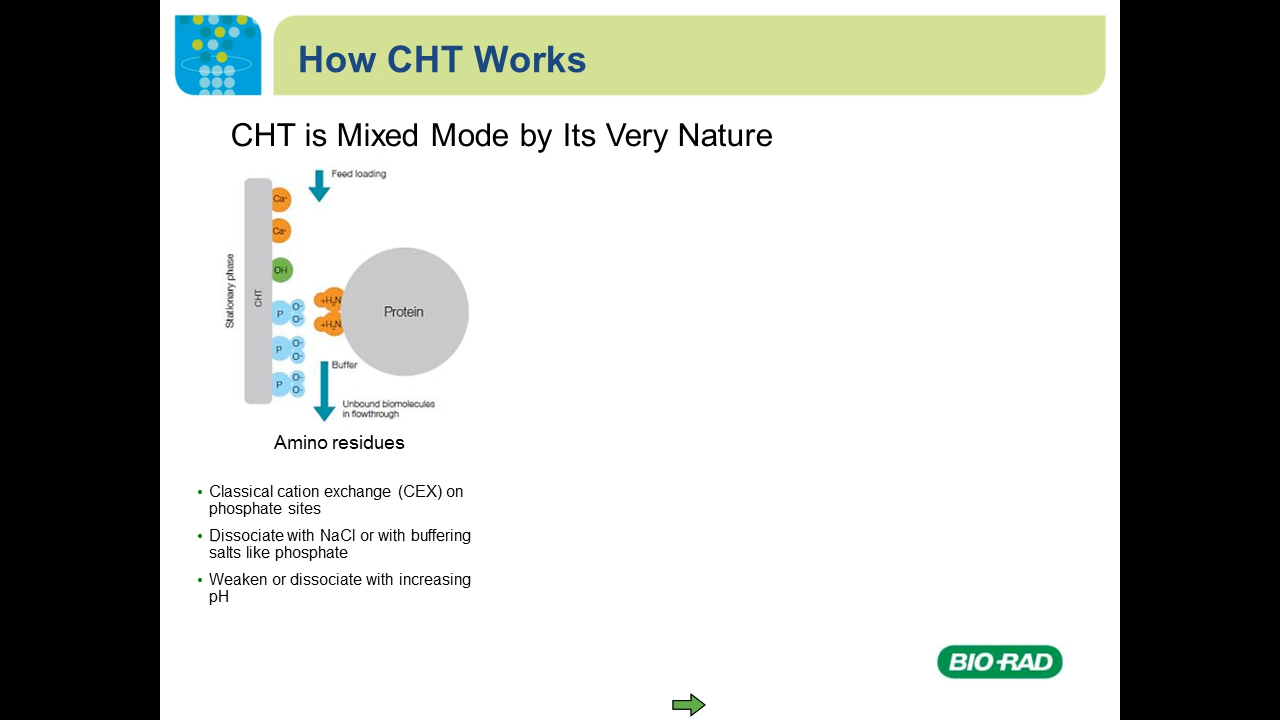 How CHT Works
CHT is Mixed Mode by Its Very Nature
Feed loading
Ca+
Ca+
OH
Stationary phase
CHT
P
O-
O-
+H2N
+H2N
Protein
P
O-
O-
Buffer
P
O-
O-
Unbound biomolecules
in flowthrough
Amino residues
• Classical cation exchange (CEX) on
phosphate sites
• Dissociate with NaCl or with buffering
salts like phosphate
• Weaken or dissociate with increasing
pH
BIO-RAD